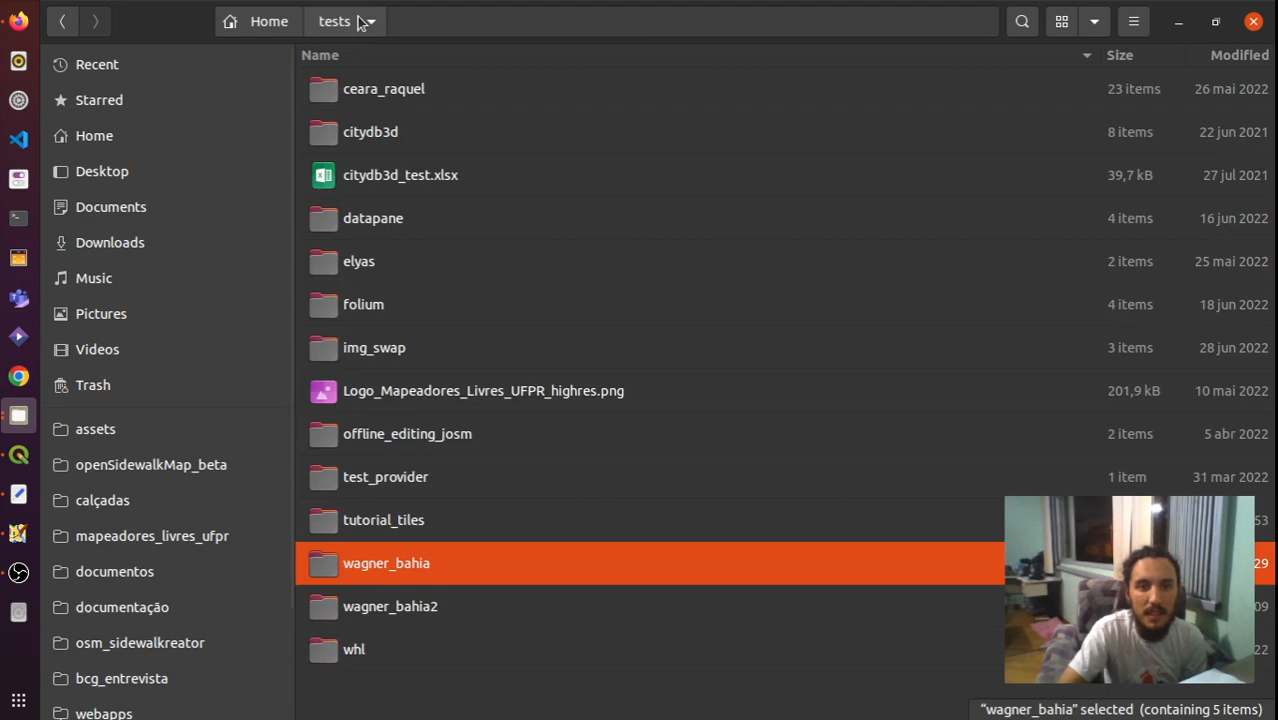 Home tests
Name Size Modified
Recent
Starred
Home
Desktop
Documents
Downloads
Music
Pictures
Videos
Trash
assets
openSidewalkMap_beta
calçadas
mapeadores_livres_ufpr
documentos
documentação
osm_sidewalkreator
bcg_entrevista
webapps
ceara_raquel 23 items 26 mai 2022
citydb3d 8 items 22 jun 2021
citydb3d_test.xlsx 39,7 kB 27 jul 2021
datapane 4 items 16 jun 2022
elyas 2 items 25 mai 2022
folium 4 items 18 jun 2022
img_swap 3 items 28 jun 2022
Logo_Mapeadores_Livres_UFPR_highres.png 201,9 kB 10 mai 2022
offline_editing_josm 2 items 5 abr 2022
test_provider 1 item 31 mar 2022
tutorial_tiles 53
wagner_bahia 29
wagner_bahia2 09
whl 22
"wagner_bahia" selected (containing 5 items)